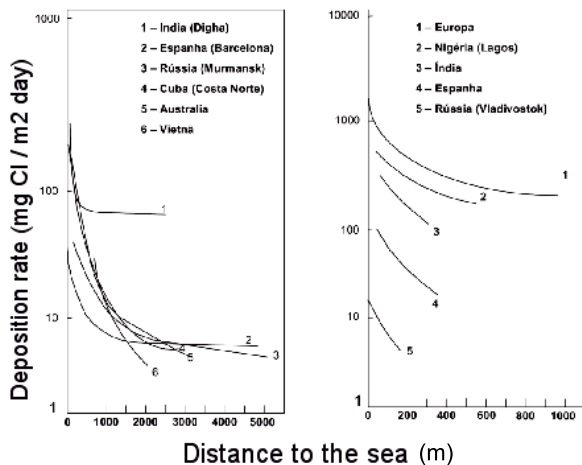 Deposition rate (mg Cl / m2 day)
1000
100
10
1
1 – India (Digha)
2 – Espanha (Barcelona)
3 – Rússia (Murmansk)
4 – Cuba (Costa Norte)
5 – Australia
6 – Vietnã
1
2
3
4
5
6
0 1000 2000 3000 4000 5000
10000
1000
100
10
1
1 – Europa
2 – Nigéria (Lagos)
3 – Índia
4 – Espanha
5 – Rússia (Vladivostok)
1
2
3
4
5
0 200 400 600 800 1000
Distance to the sea (m)